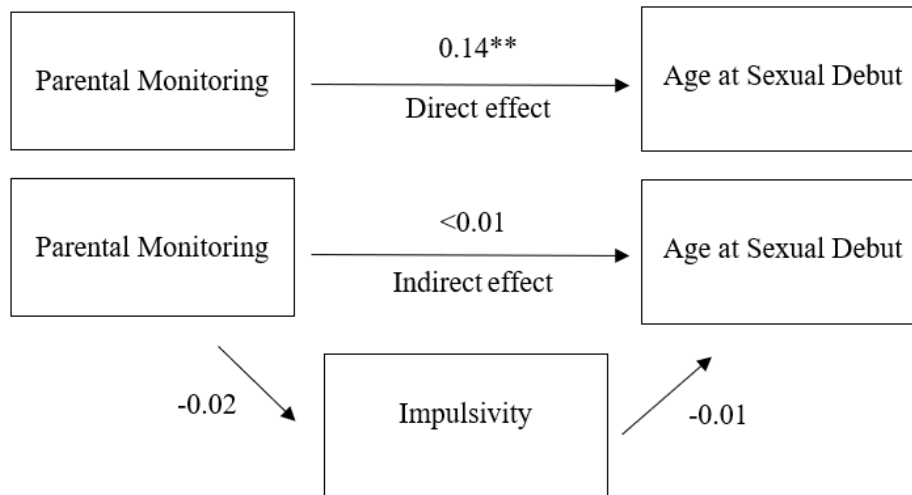 0.14**
Parental Monitoring
Age at Sexual Debut
Direct effect
<0.01
Parental Monitoring
Age at Sexual Debut
Indirect effect
-0.02
Impulsivity
-0.01